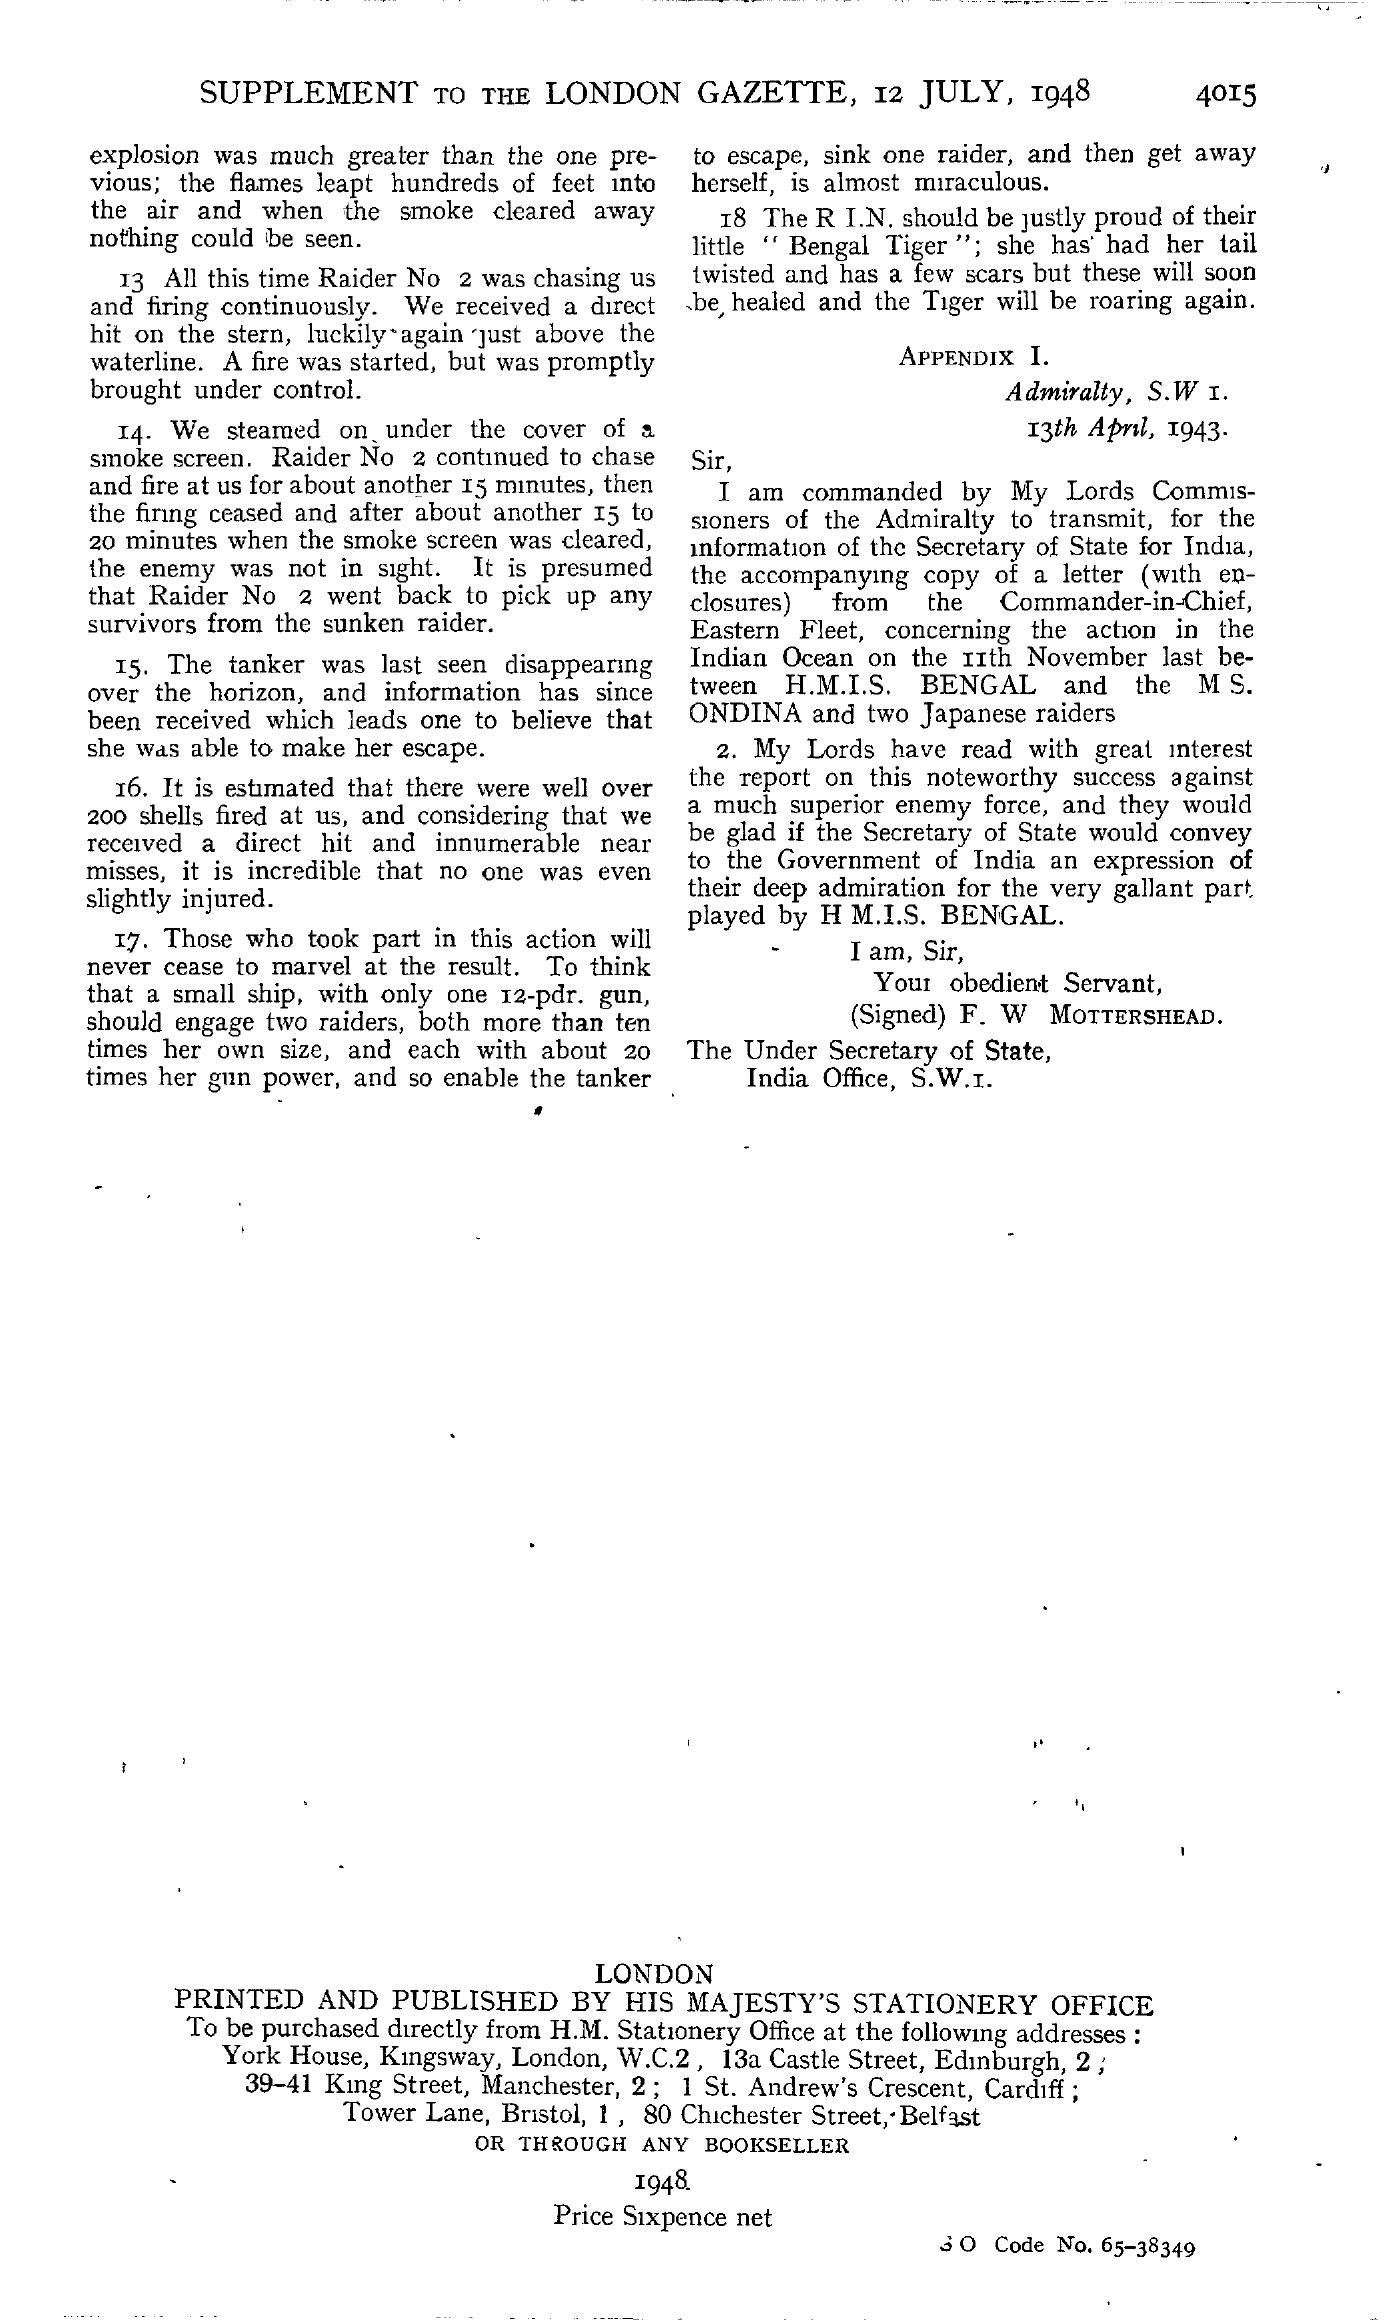 SUPPLEMENT TO THE LONDON GAZETTE, 12 JULY, 1948 4015
explosion was much greater than the one pre-
vious; the flames leapt hundreds of feet into
the air and when the smoke cleared away
nothing could be seen.
13 All this time Raider No 2 was chasing us
and firing continuously. We received a direct
hit on the stern, luckily again just above the
waterline. A fire was started, but was promptly
brought under control.
14. We steamed on under the cover of a
smoke screen. Raider No 2 continued to chase
and fire at us for about another 15 minutes, then
the firing ceased and after about another 15 to
20 minutes when the smoke screen was cleared,
the enemy was not in sight. It is presumed
that Raider No 2 went back to pick up any
survivors from the sunken raider.
15. The tanker was last seen disappearing
over the horizon, and information has since
been received which leads one to believe that
she was able to make her escape.
16. It is estimated that there were well over
200 shells fired at us, and considering that we
received a direct hit and innumerable near
misses, it is incredible that no one was even
slightly injured.
17. Those who took part in this action will
never cease to marvel at the result. To think
that a small ship, with only one 12-pdr. gun,
should engage two raiders, both more than ten
times her own size, and each with about 20
times her gun power, and so enable the tanker
to escape, sink one raider, and then get away
herself, is almost miraculous.
18 The R I.N. should be justly proud of their
little " Bengal Tiger "; she has had her tail
twisted and has a few scars but these will soon
be healed and the Tiger will be roaring again.
APPENDIX I.
Admiralty, S.W 1.
13th April, 1943.
Sir,
I am commanded by My Lords Commis-
sioners of the Admiralty to transmit, for the
information of the Secretary of State for India,
the accompanying copy of a letter (with en-
closures) from the Commander-in-Chief,
Eastern Fleet, concerning the action in the
Indian Ocean on the 11th November last be-
tween H.M.I.S. BENGAL and the M S.
ONDINA and two Japanese raiders
2. My Lords have read with great interest
the report on this noteworthy success against
a much superior enemy force, and they would
be glad if the Secretary of State would convey
to the Government of India an expression of
their deep admiration for the very gallant part
played by H M.I.S. BENGAL.
I am, Sir,
Your obedient Servant,
(Signed) F. W MOTTERSHEAD.
The Under Secretary of State,
India Office, S.W.1.
LONDON
PRINTED AND PUBLISHED BY HIS MAJESTY'S STATIONERY OFFICE
To be purchased directly from H.M. Stationery Office at the following addresses :
York House, Kingsway, London, W.C.2 , 13a Castle Street, Edinburgh, 2 ;
39–41 King Street, Manchester, 2 ; 1 St. Andrew's Crescent, Cardiff ;
Tower Lane, Bristol, 1 , 80 Chichester Street, Belfast
OR THROUGH ANY BOOKSELLER
1948
Price Sixpence net
S O Code No. 65–38349